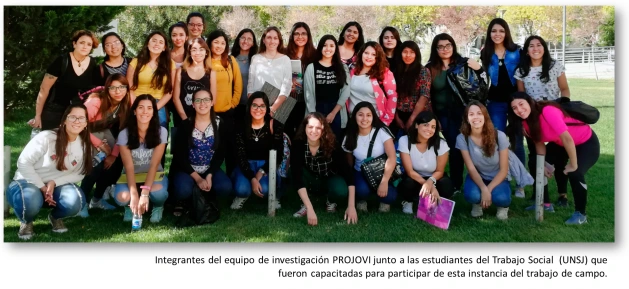 Integrantes del equipo de investigación PROJOVI junto a las estudiantes del Trabajo Social (UNSJ) que
fueron capacitadas para participar de esta instancia del trabajo de campo.